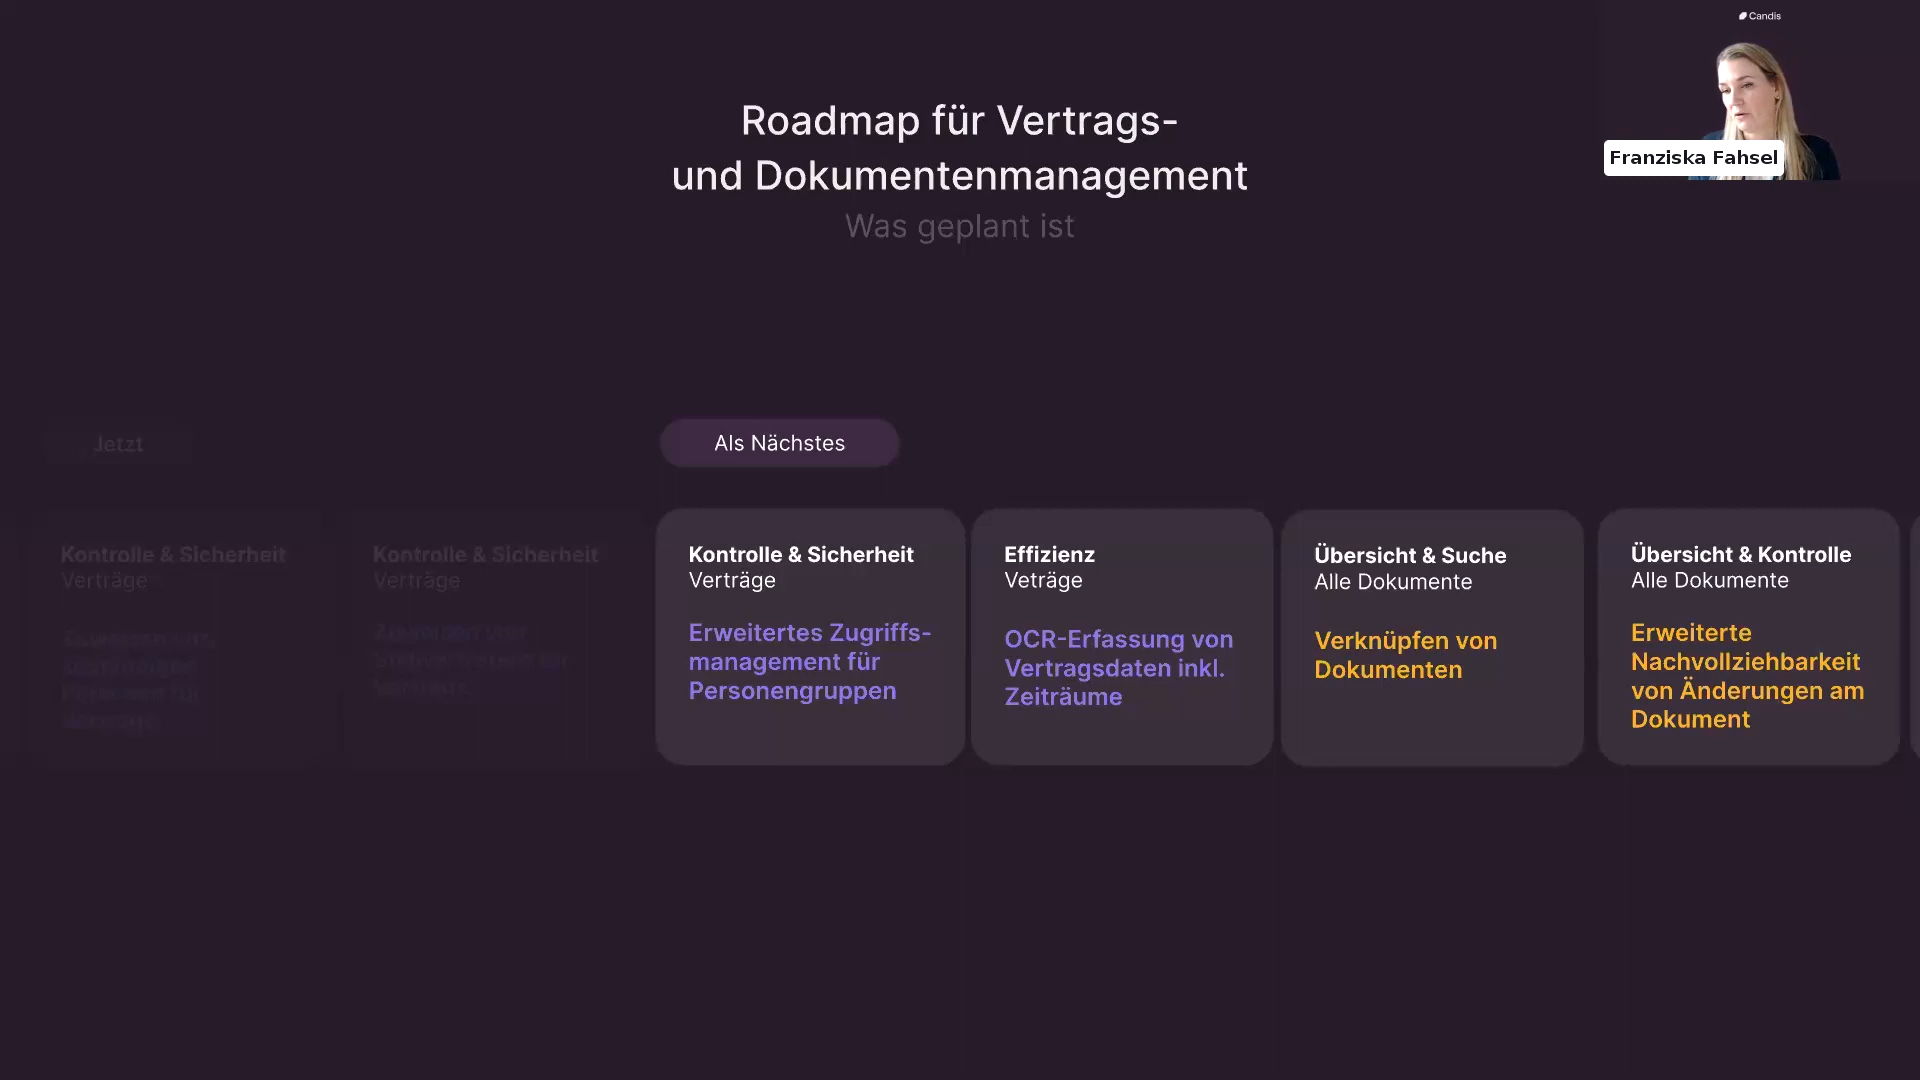 Candis
Franziska Fahsel
Roadmap für Vertrags-
und Dokumentenmanagement
Was geplant ist
Jetzt
Als Nächstes
Kontrolle & Sicherheit
Verträge
Kontrolle & Sicherheit
Verträge
Kontrolle & Sicherheit
Verträge
Erweitertes Zugriffs-
management für
Personengruppen
Effizienz
Veträge
OCR-Erfassung von
Vertragsdaten inkl.
Zeiträume
Übersicht & Suche
Alle Dokumente
Verknüpfen von
Dokumenten
Übersicht & Kontrolle
Alle Dokumente
Erweiterte
Nachvollziehbarkeit
von Änderungen am
Dokument